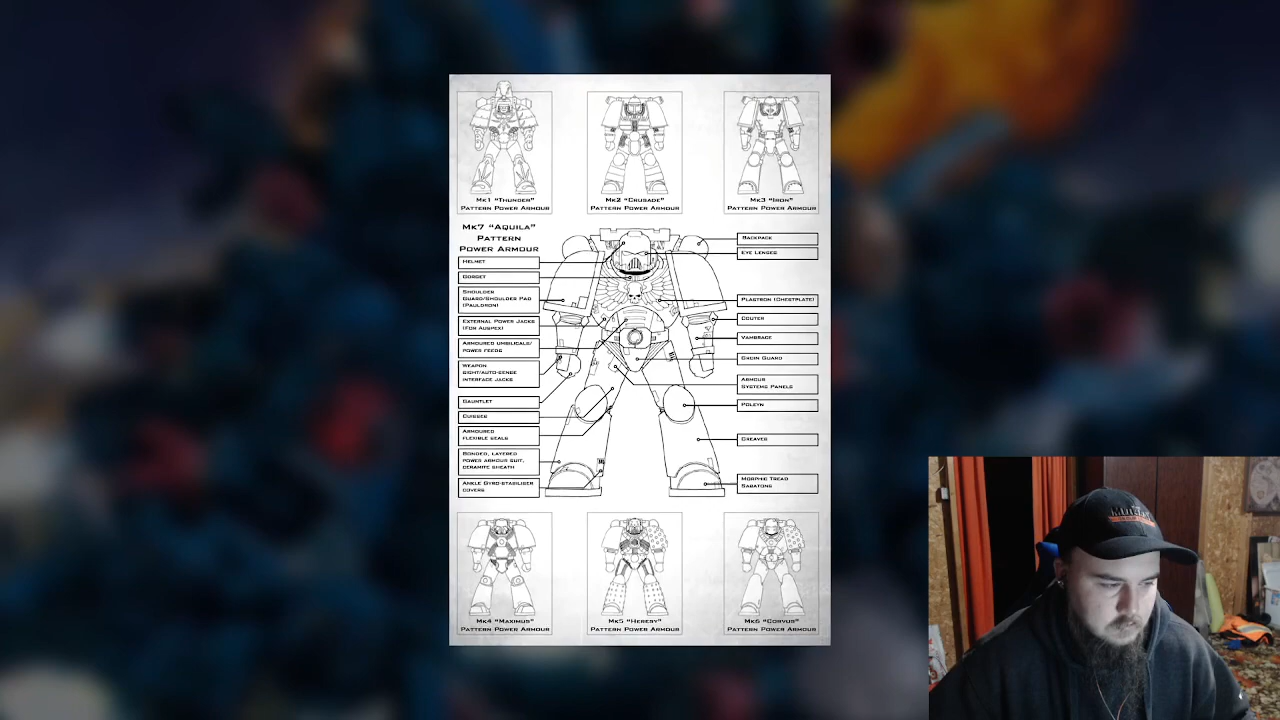 Mk1 "Thunder"
Pattern Power Armour
Mk2 "Crusade"
Pattern Power Armour
Mk3 "Iron"
Pattern Power Armour
Mk7 "Aquila"
Pattern
Power Armour
Helmet
Gorget
Shoulder
Guard/Shoulder Pad
(Pauldron)
External Power Jacks
(For Auspex)
Armoured umbilicals/
power feeds
Weapon
sight/auto-sense
interface jacks
Gauntlet
Cuisses
Armoured
flexible seals
Bonded, layered
power armour suit,
ceramite sheath
Ankle Gyro-stabiliser
covers
Backpack
Eye Lenses
Plastron (Chestplate)
Couter
Vambrace
Groin Guard
Armour
Systems Panels
Poleyn
Greaves
Morphic Tread
Sabatons
Mk4 "Maximus"
Pattern Power Armour
Mk5 "Heresy"
Pattern Power Armour
Mk6 "Corvus"
Pattern Power Armour